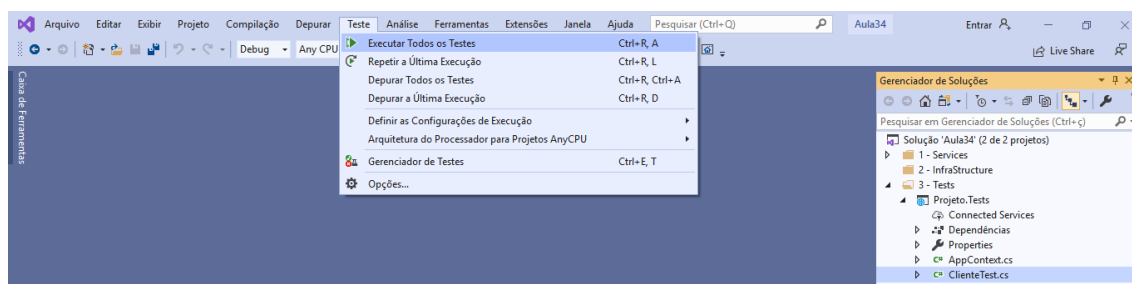 Arquivo Editar Exibir Projeto Compilação Depurar Teste Análise Ferramentas Extensões Janela Ajuda Pesquisar (Ctrl+Q) Aula34 Entrar
Debug Any CPU Live Share
Caixa de Ferramentas
Executar Todos os Testes Ctrl+R, A
Repetir a Última Execução Ctrl+R, L
Depurar Todos os Testes Ctrl+R, Ctrl+A
Depurar a Última Execução Ctrl+R, D
Definir as Configurações de Execução
Arquitetura do Processador para Projetos AnyCPU
Gerenciador de Testes Ctrl+E, T
Opções...
Gerenciador de Soluções
Pesquisar em Gerenciador de Soluções (Ctrl+ç)
Solução 'Aula34' (2 de 2 projetos)
1 - Services
2 - InfraStructure
3 - Tests
Projeto.Tests
Connected Services
Dependências
Properties
C# AppContext.cs
C# ClienteTest.cs